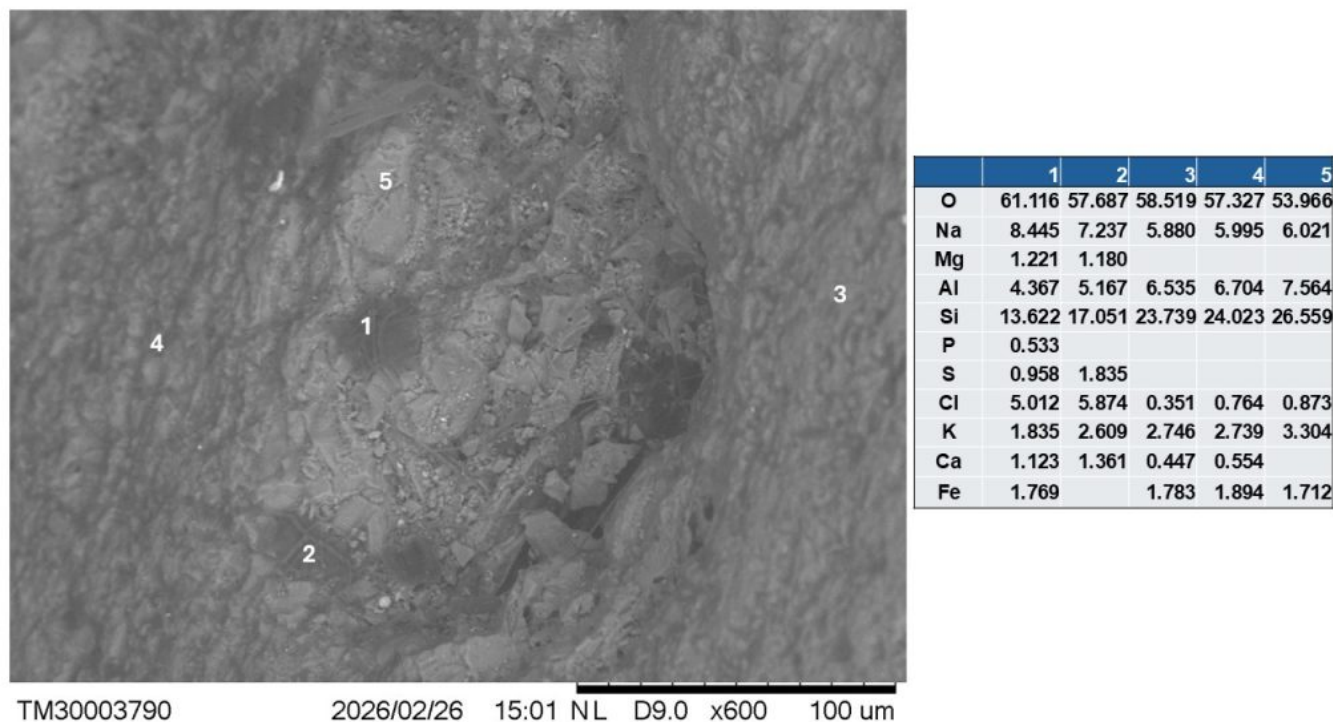 5
1
3
4
2
TM30003790 2026/02/26 15:01 NL D9.0 x600 100 um
1 2 3 4 5
O 61.116 57.687 58.519 57.327 53.966
Na 8.445 7.237 5.880 5.995 6.021
Mg 1.221 1.180
Al 4.367 5.167 6.535 6.704 7.564
Si 13.622 17.051 23.739 24.023 26.559
P 0.533
S 0.958 1.835
Cl 5.012 5.874 0.351 0.764 0.873
K 1.835 2.609 2.746 2.739 3.304
Ca 1.123 1.361 0.447 0.554
Fe 1.769 1.783 1.894 1.712